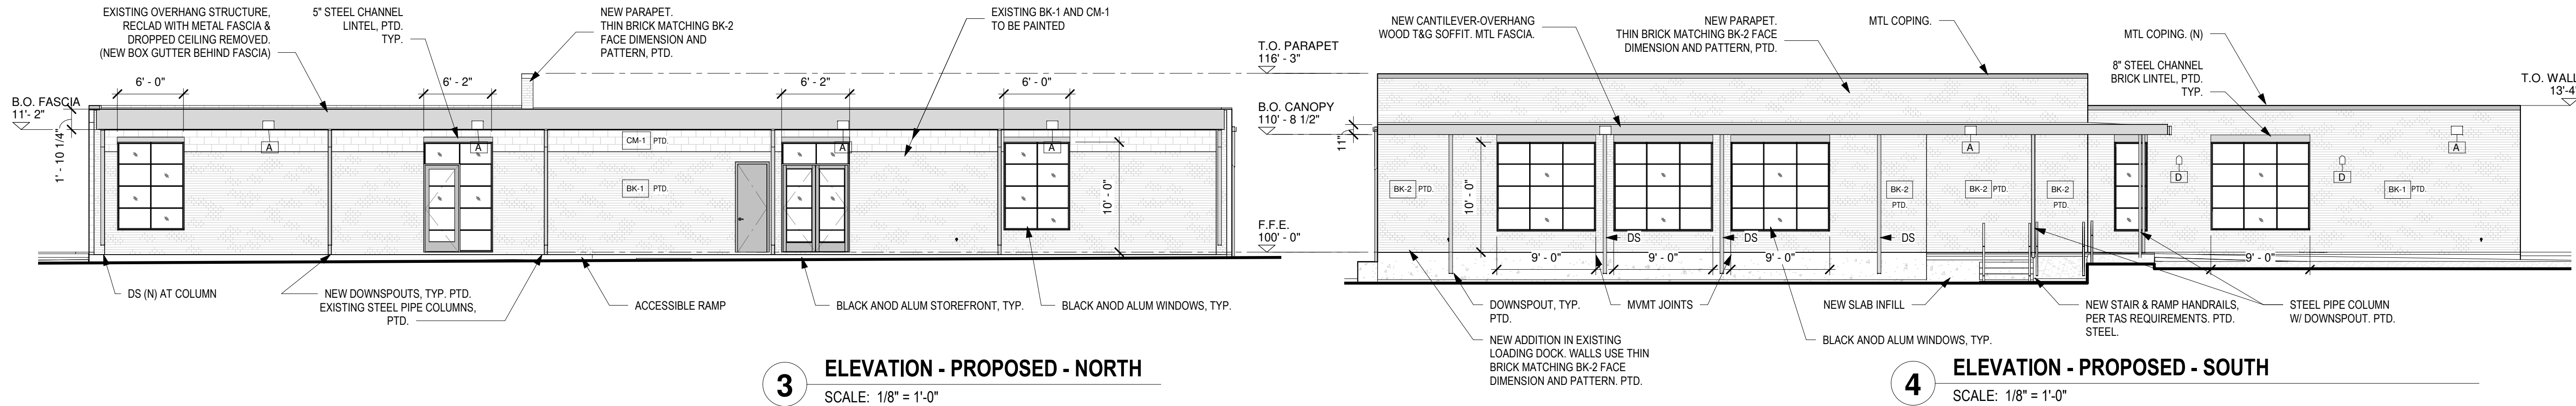 EXISTING OVERHANG STRUCTURE,
RECLAD WITH METAL FASCIA &
DROPPED CEILING REMOVED.
(NEW BOX GUTTER BEHIND FASCIA)
5" STEEL CHANNEL
LINTEL, PTD.
TYP.
NEW PARAPET.
THIN BRICK MATCHING BK-2
FACE DIMENSION AND
PATTERN, PTD.
EXISTING BK-1 AND CM-1
TO BE PAINTED
6' - 0"
6' - 2"
6' - 2"
6' - 0"
B.O. FASCIA
11'- 2"
1' - 10 1/4"
A
A
A
A
CM-1 PTD.
BK-1 PTD.
10' - 0"
T.O. PARAPET
116' - 3"
B.O. CANOPY
110' - 8 1/2"
F.F.E.
100' - 0"
DS (N) AT COLUMN
NEW DOWNSPOUTS, TYP. PTD.
EXISTING STEEL PIPE COLUMNS,
PTD.
ACCESSIBLE RAMP
BLACK ANOD ALUM STOREFRONT, TYP.
BLACK ANOD ALUM WINDOWS, TYP.
3
ELEVATION - PROPOSED - NORTH
SCALE: 1/8" = 1'-0"
NEW CANTILEVER-OVERHANG
WOOD T&G SOFFIT. MTL FASCIA.
NEW PARAPET.
THIN BRICK MATCHING BK-2 FACE
DIMENSION AND PATTERN, PTD.
MTL COPING.
MTL COPING. (N)
8" STEEL CHANNEL
BRICK LINTEL, PTD.
TYP.
T.O. WALL
13'-4"
11"
10' - 0"
BK-2 PTD.
BK-2
PTD.
A
BK-2 PTD.
BK-2
PTD.
D
D
A
BK-1 PTD.
DS
DS
DS
9' - 0"
9' - 0"
9' - 0"
9' - 0"
DOWNSPOUT, TYP.
PTD.
MVMT JOINTS
NEW SLAB INFILL
NEW STAIR & RAMP HANDRAILS,
PER TAS REQUIREMENTS. PTD.
STEEL.
STEEL PIPE COLUMN
W/ DOWNSPOUT. PTD.
NEW ADDITION IN EXISTING
LOADING DOCK. WALLS USE THIN
BRICK MATCHING BK-2 FACE
DIMENSION AND PATTERN. PTD.
BLACK ANOD ALUM WINDOWS, TYP.
4
ELEVATION - PROPOSED - SOUTH
SCALE: 1/8" = 1'-0"